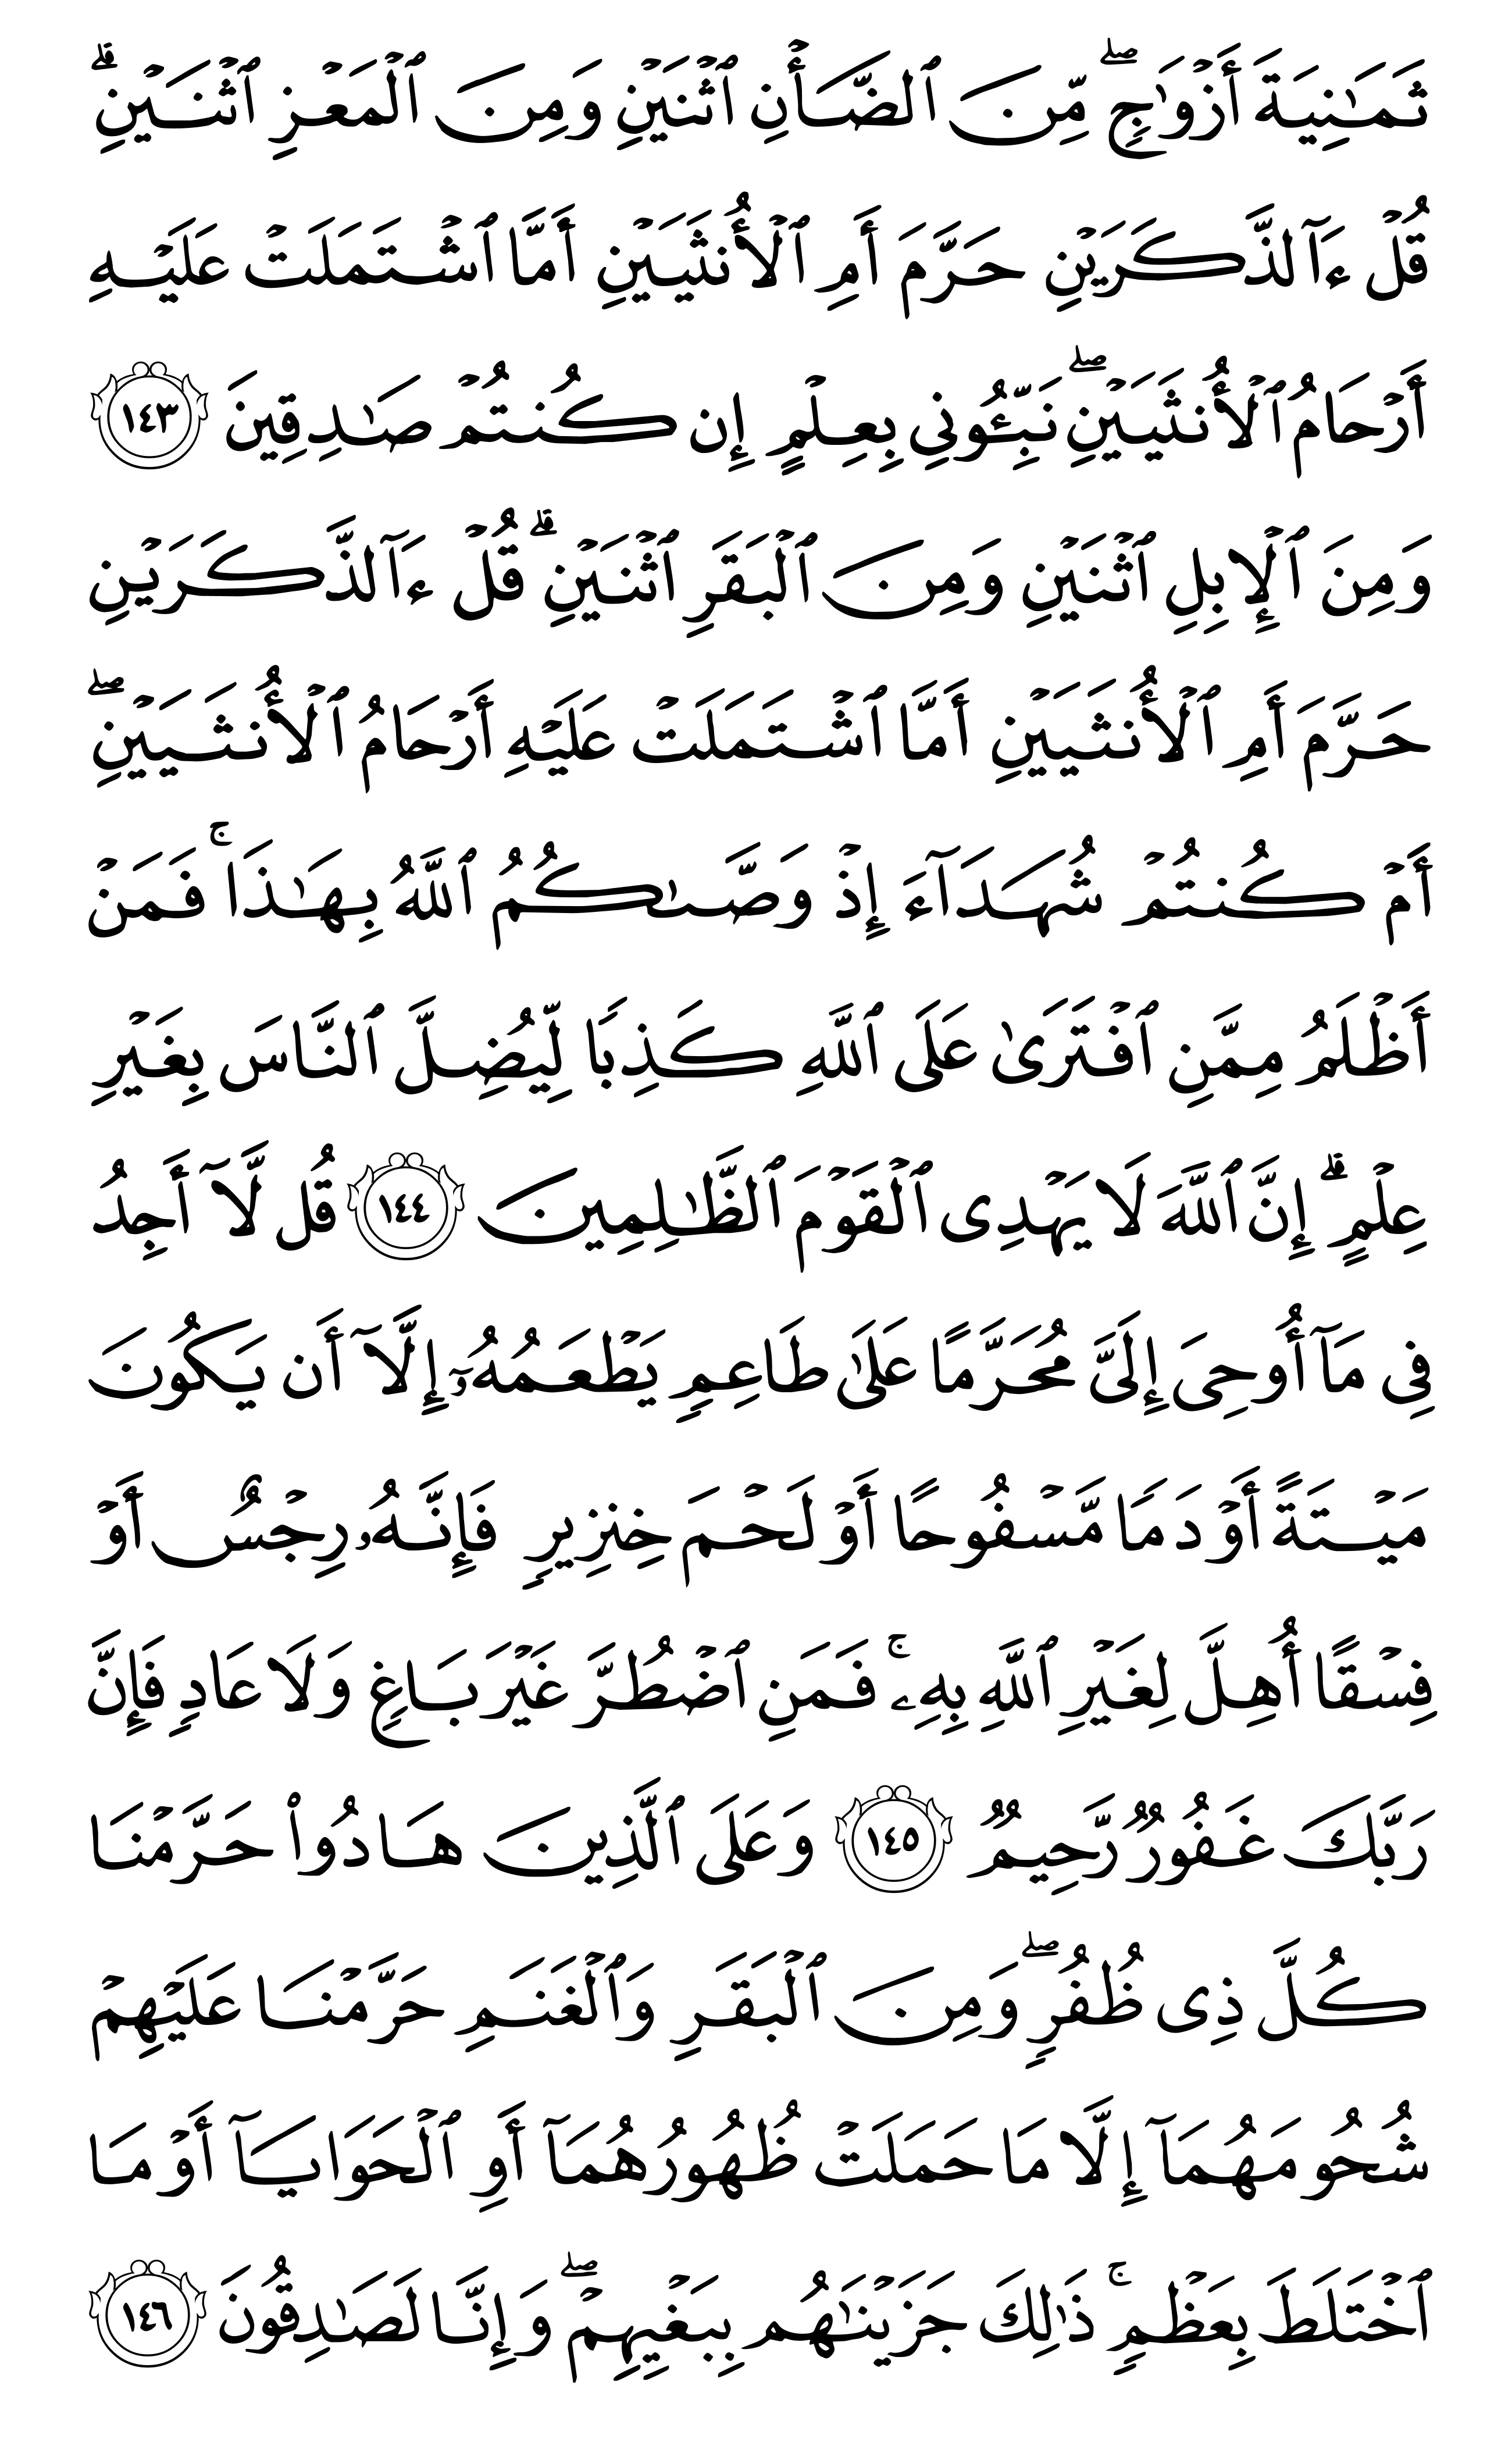 ثَمَـٰنِيَةَ أَزْوَٰجٍۢ ۖ مِّنَ ٱلضَّأْنِ ٱثْنَيْنِ وَمِنَ ٱلْمَعْزِ ٱثْنَيْنِ ۗ
قُلْ ءَآلذَّكَرَيْنِ حَرَّمَ أَمِ ٱلْأُنثَيَيْنِ أَمَّا ٱشْتَمَلَتْ عَلَيْهِ
أَرْحَامُ ٱلْأُنثَيَيْنِ ۖ نَبِّـُٔونِى بِعِلْمٍ إِن كُنتُمْ صَـٰدِقِينَ ١٤٣
وَمِنَ ٱلْإِبِلِ ٱثْنَيْنِ وَمِنَ ٱلْبَقَرِ ٱثْنَيْنِ ۗ قُلْ ءَآلذَّكَرَيْنِ
حَرَّمَ أَمِ ٱلْأُنثَيَيْنِ أَمَّا ٱشْتَمَلَتْ عَلَيْهِ أَرْحَامُ ٱلْأُنثَيَيْنِ ۖ
أَمْ كُنتُمْ شُهَدَآءَ إِذْ وَصَّىٰكُمُ ٱللَّهُ بِهَـٰذَا ۚ فَمَنْ
أَظْلَمُ مِمَّنِ ٱفْتَرَىٰ عَلَى ٱللَّهِ كَذِبًا لِّيُضِلَّ ٱلنَّاسَ بِغَيْرِ
عِلْمٍ ۗ إِنَّ ٱللَّهَ لَا يَهْدِى ٱلْقَوْمَ ٱلظَّـٰلِمِينَ ١٤٤ قُل لَّآ أَجِدُ
فِى مَآ أُوحِىَ إِلَىَّ مُحَرَّمًا عَلَىٰ طَاعِمٍ يَطْعَمُهُۥٓ إِلَّآ أَن يَكُونَ
مَيْتَةً أَوْ دَمًا مَّسْفُوحًا أَوْ لَحْمَ خِنزِيرٍ فَإِنَّهُۥ رِجْسٌ أَوْ
فِسْقًا أُهِلَّ لِغَيْرِ ٱللَّهِ بِهِۦ ۚ فَمَنِ ٱضْطُرَّ غَيْرَ بَاغٍ وَلَا عَادٍ فَإِنَّ
رَبَّكَ غَفُورٌ رَّحِيمٌ ١٤٥ وَعَلَى ٱلَّذِينَ هَادُوا۟ حَرَّمْنَا
كُلَّ ذِى ظُفُرٍ ۖ وَمِنَ ٱلْبَقَرِ وَٱلْغَنَمِ حَرَّمْنَا عَلَيْهِمْ
شُحُومَهُمَآ إِلَّا مَا حَمَلَتْ ظُهُورُهُمَآ أَوِ ٱلْحَوَايَآ أَوْ مَا
ٱخْتَلَطَ بِعَظْمٍ ۚ ذَٰلِكَ جَزَيْنَـٰهُم بِبَغْيِهِمْ ۖ وَإِنَّا لَصَـٰدِقُونَ ١٤٦